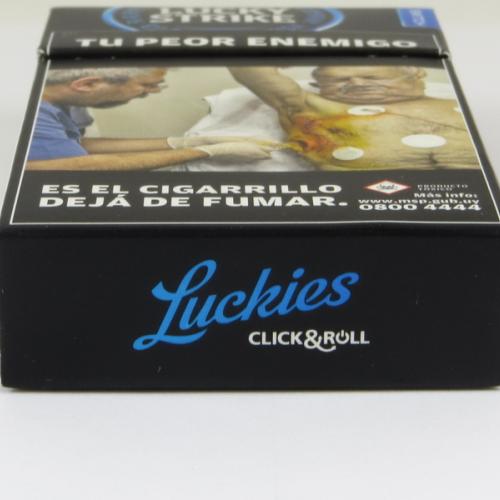 LUCKY
STRIKE
TU PEOR ENEMIGO
ES EL CIGARRILLO
DEJÁ DE FUMAR.
PRODUCTO
TÓXICO
Más info:
www.msp.gub.uy
0800 4444
Luckies
CLICK&ROLL